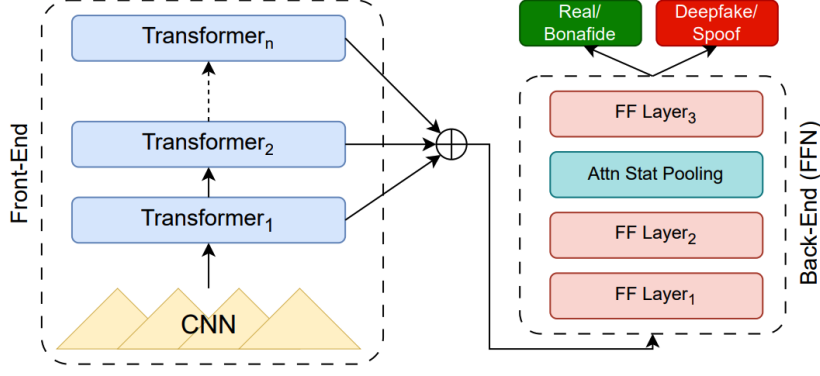 Front-End
Transformerₙ
Transformer₂
Transformer₁
CNN
Real/
Bonafide
Deepfake/
Spoof
FF Layer₃
Attn Stat Pooling
FF Layer₂
FF Layer₁
Back-End (FFN)